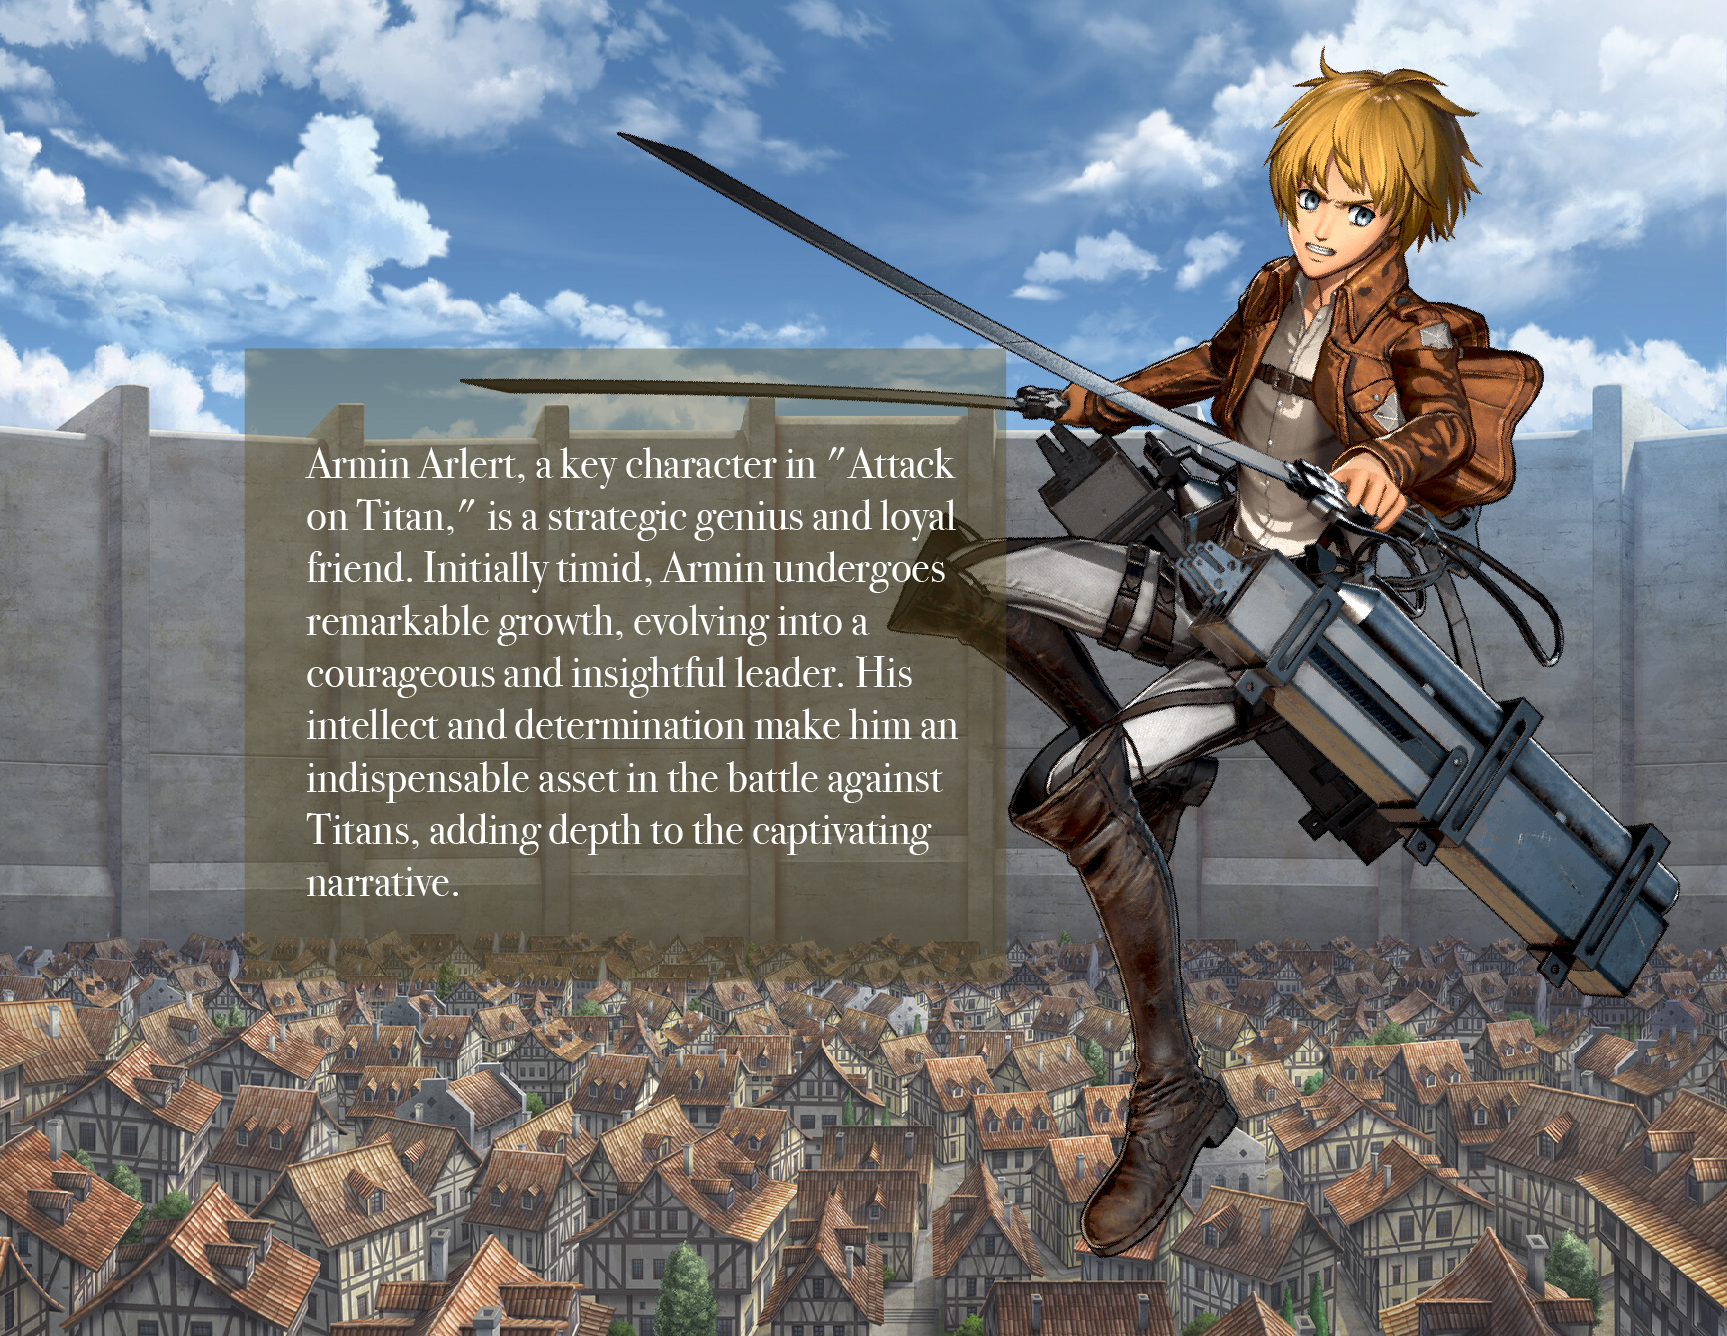 Armin Arlert, a key character in "Attack
on Titan," is a strategic genius and loyal
friend. Initially timid, Armin undergoes
remarkable growth, evolving into a
courageous and insightful leader. His
intellect and determination make him an
indispensable asset in the battle against
Titans, adding depth to the captivating
narrative.